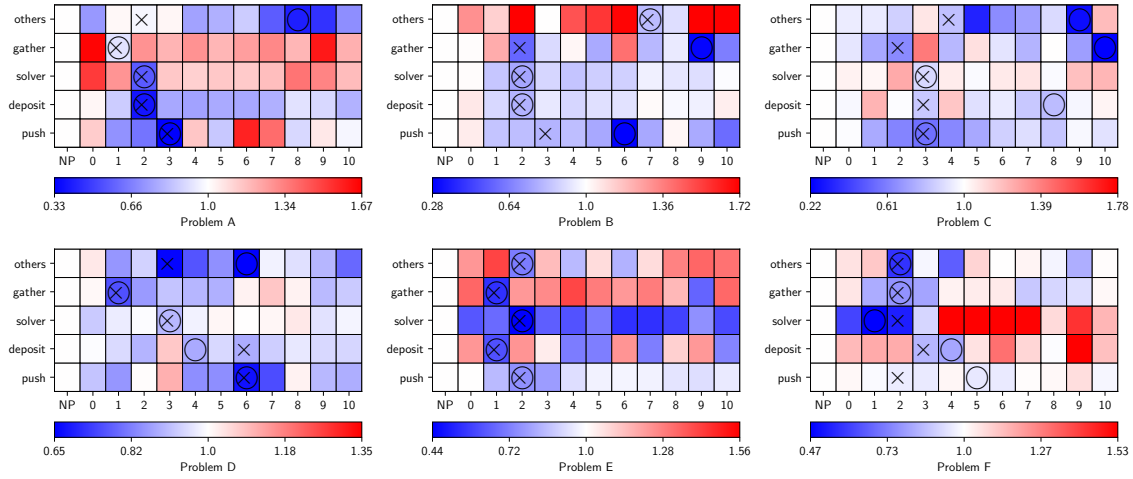 others
gather
solver
deposit
push
NP 0 1 2 3 4 5 6 7 8 9 10
0.33 0.66 1.0 1.34 1.67
Problem A
others
gather
solver
deposit
push
NP 0 1 2 3 4 5 6 7 8 9 10
0.28 0.64 1.0 1.36 1.72
Problem B
others
gather
solver
deposit
push
NP 0 1 2 3 4 5 6 7 8 9 10
0.22 0.61 1.0 1.39 1.78
Problem C
others
gather
solver
deposit
push
NP 0 1 2 3 4 5 6 7 8 9 10
0.65 0.82 1.0 1.18 1.35
Problem D
others
gather
solver
deposit
push
NP 0 1 2 3 4 5 6 7 8 9 10
0.44 0.72 1.0 1.28 1.56
Problem E
others
gather
solver
deposit
push
NP 0 1 2 3 4 5 6 7 8 9 10
0.47 0.73 1.0 1.27 1.53
Problem F